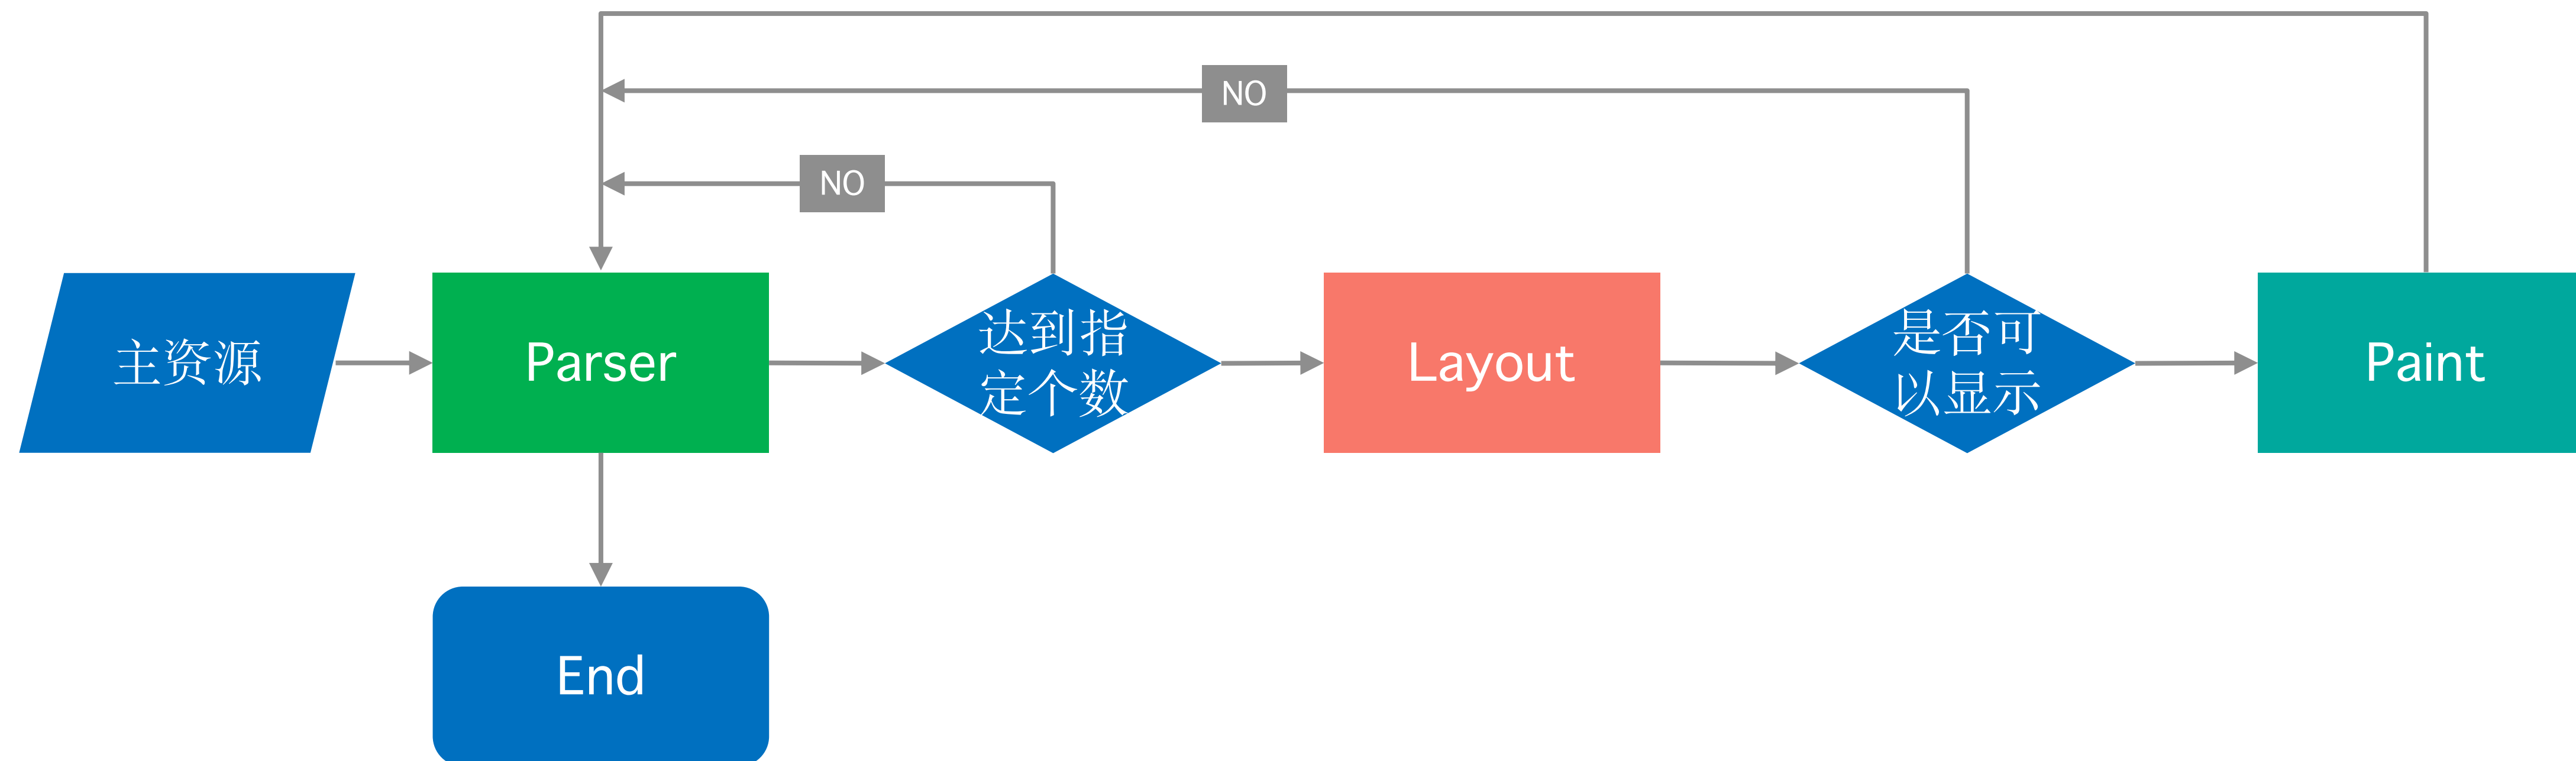 NO
NO
主资源
Parser
达到指
定个数
Layout
是否可
以显示
Paint
End